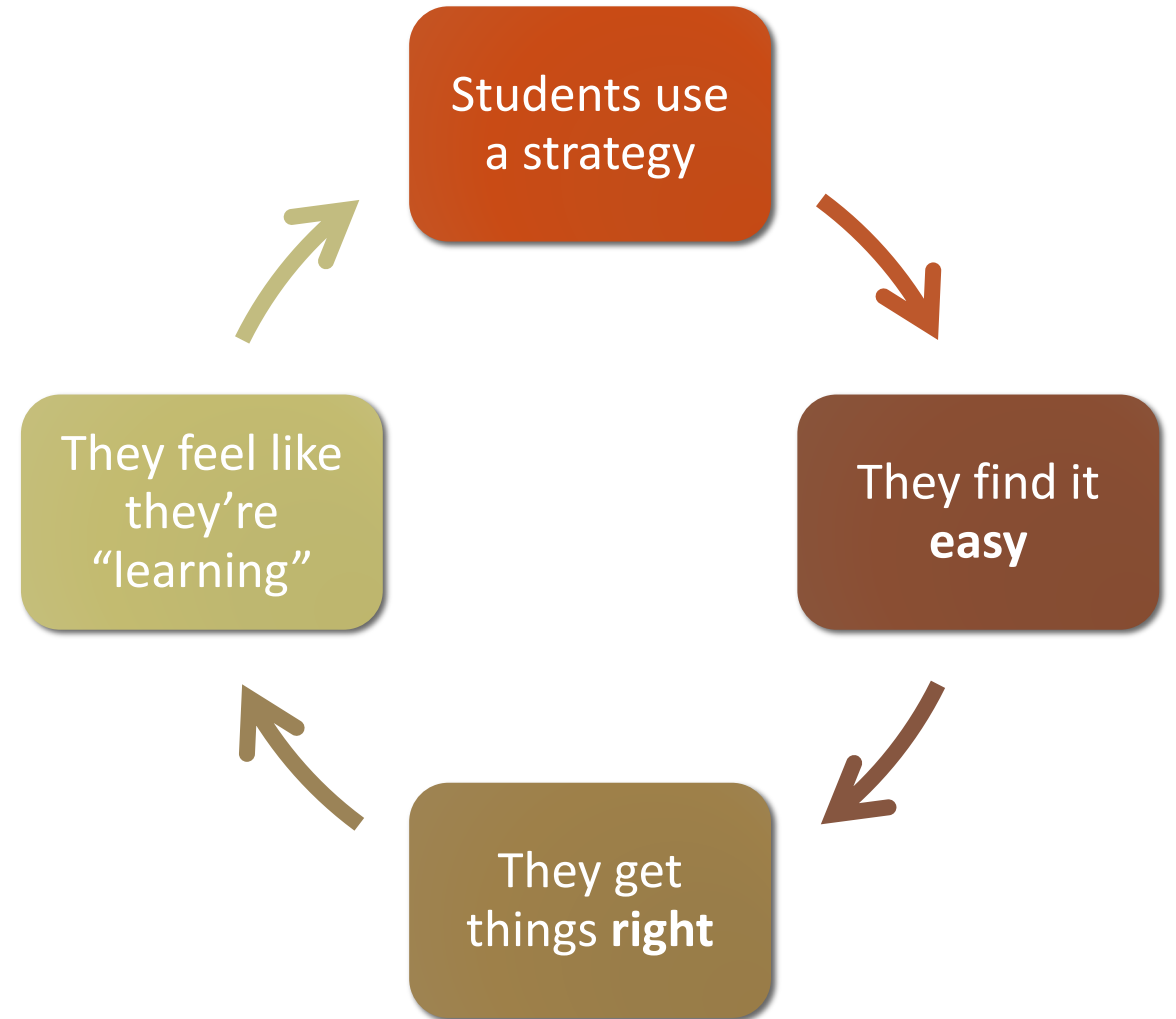 Students use
a strategy
They find it
easy
They get
things right
They feel like
they’re
“learning”